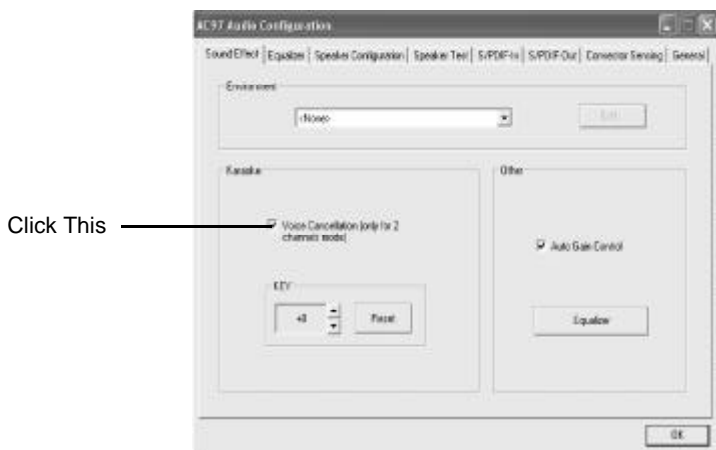 AC97 Audio Configuration
Sound Effect Equalizer Speaker Configuration Speaker Test S/PDIF-In S/PDIF-Out Connector Sensing General
Environment
<None>
Edit
Karaoke
Other
Click This
Voice Cancellation (only for 2
channels mode)
Auto Gain Control
KEY
+0
Reset
Equalizer
OK